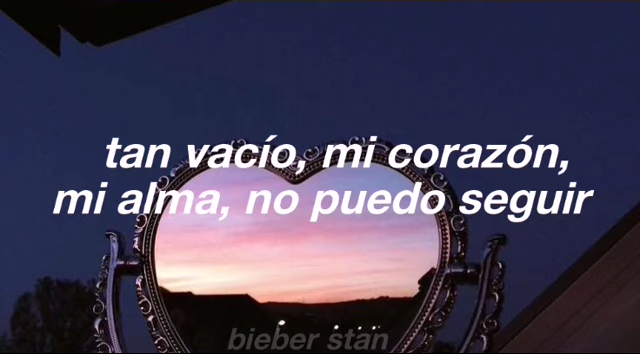 tan vacío, mi corazón,
mi alma, no puedo seguir
bieber stan